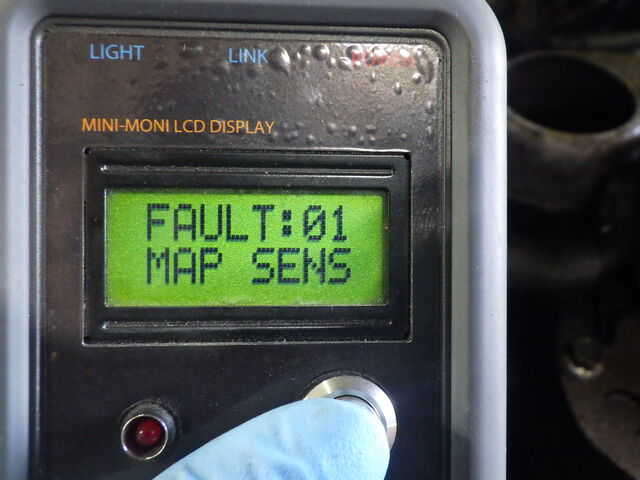 LIGHT LINK
MINI-MONI LCD DISPLAY
FAULT:01
MAP SENS